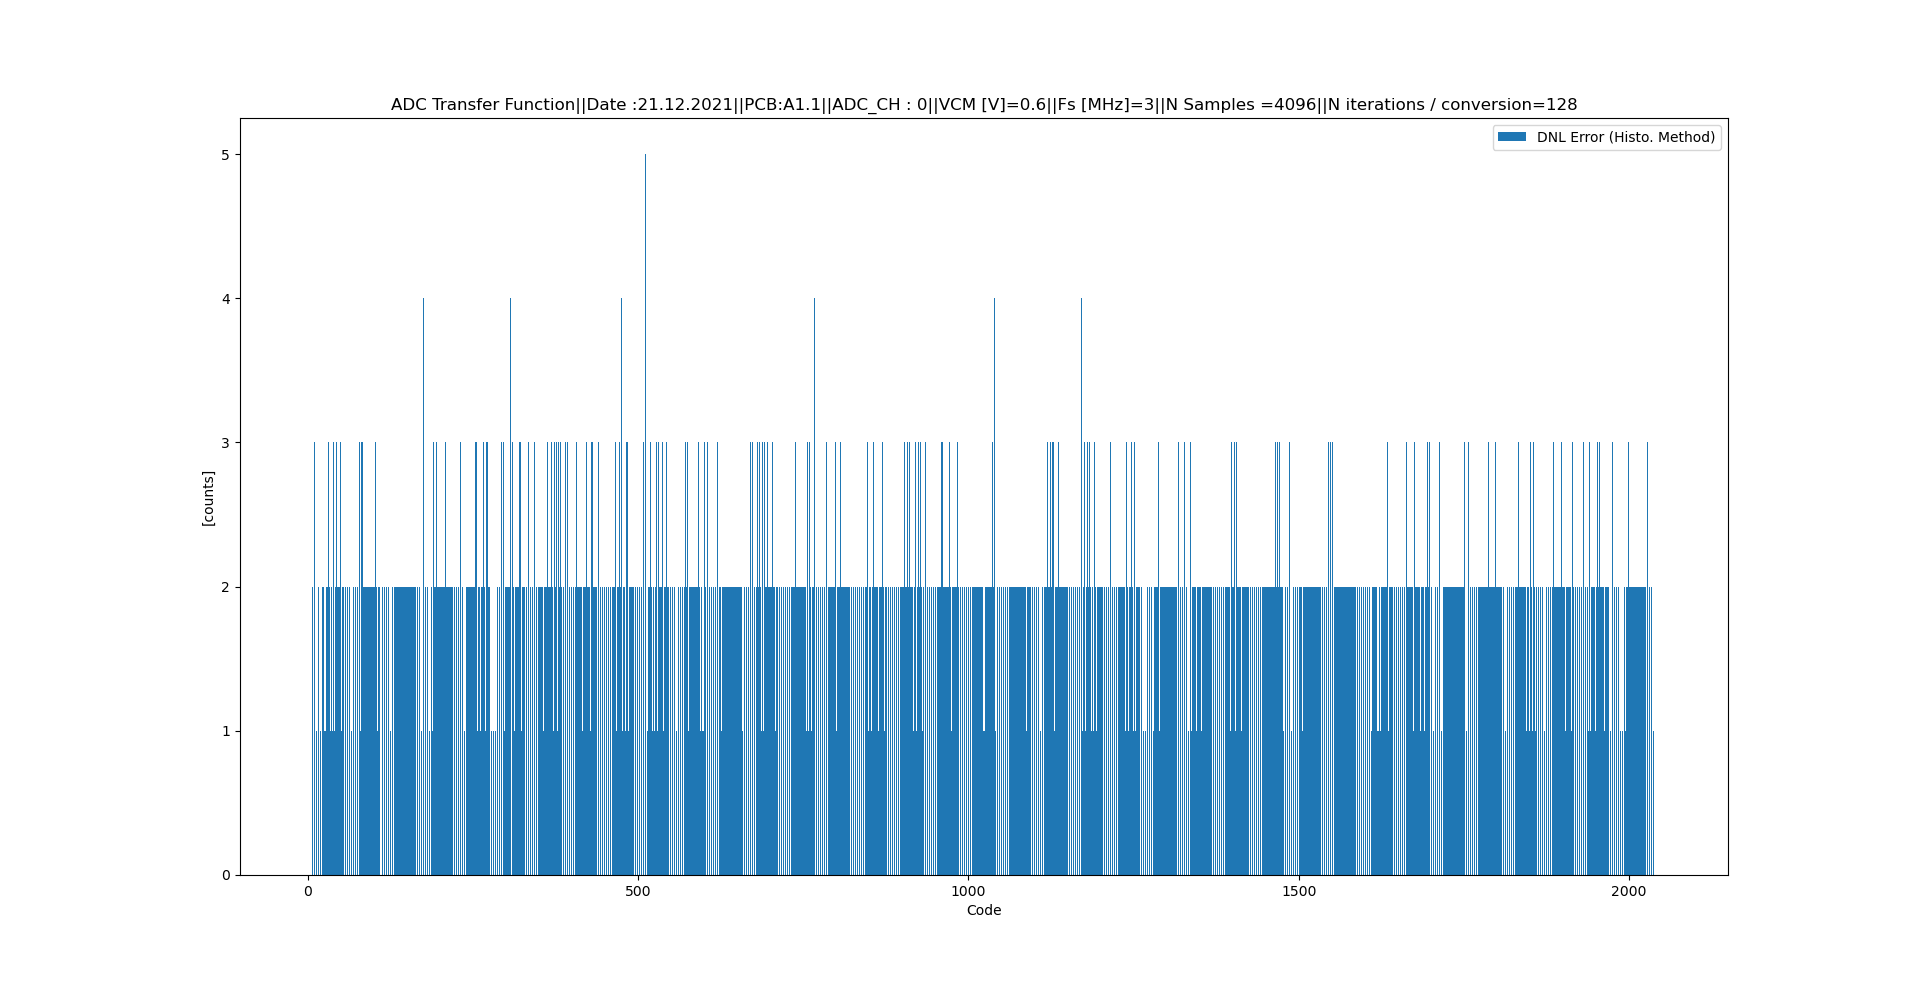 ADC Transfer Function||Date :21.12.2021||PCB:A1.1||ADC_CH : 0||VCM [V]=0.6||Fs [MHz]=3||N Samples =4096||N iterations / conversion=128
DNL Error (Histo. Method)
5
4
3
2
1
0
[counts]
0 500 1000 1500 2000
Code